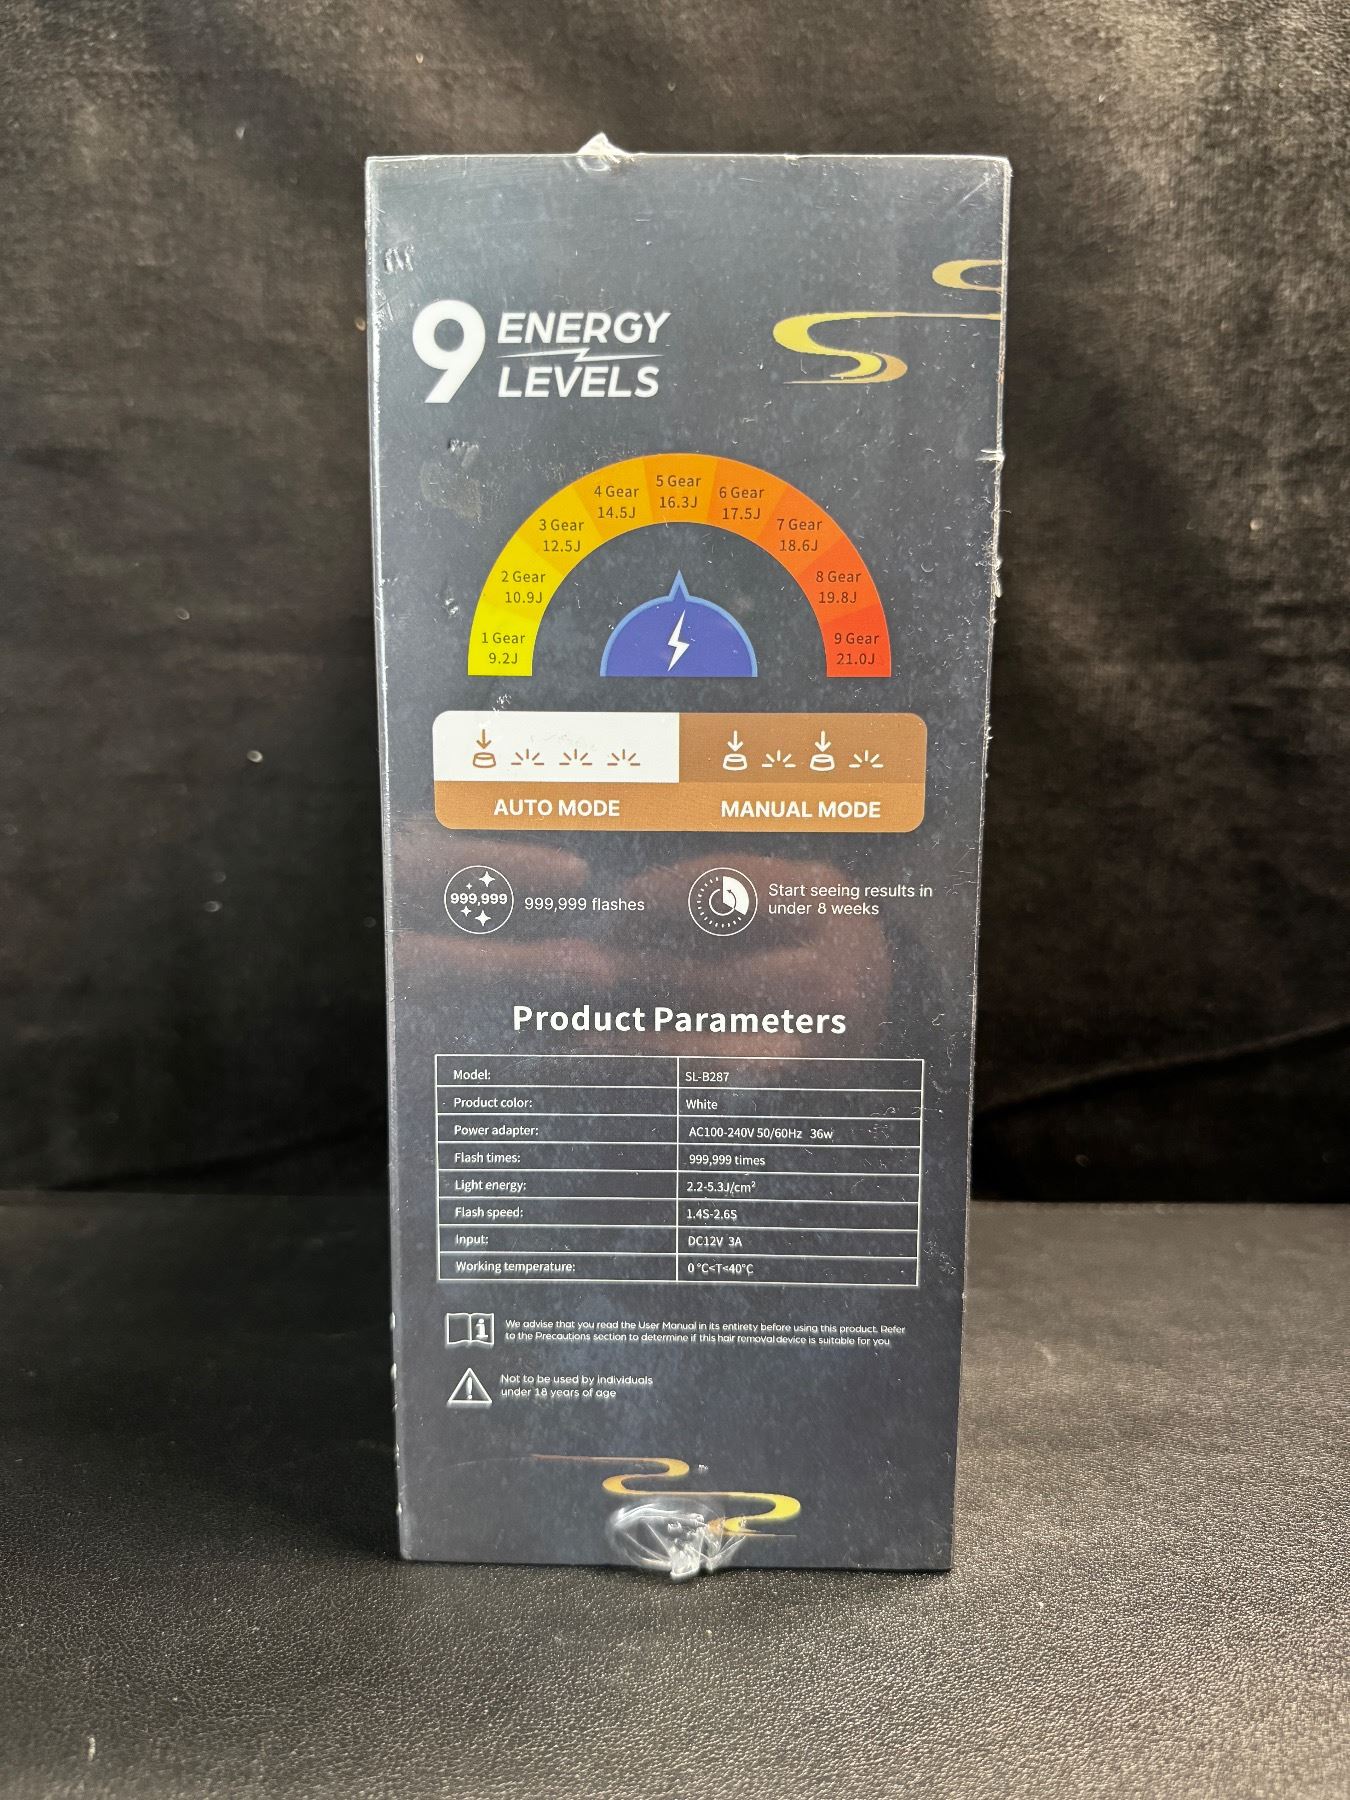 9 ENERGY
LEVELS
1 Gear
9.2J
2 Gear
10.9J
3 Gear
12.5J
4 Gear
14.5J
5 Gear
16.3J
6 Gear
17.5J
7 Gear
18.6J
8 Gear
19.8J
9 Gear
21.0J
AUTO MODE
MANUAL MODE
999,999
999,999 flashes
Start seeing results in
under 8 weeks
Product Parameters
Model: SL-B287
Product color: White
Power adapter: AC100-240V 50/60Hz 36w
Flash times: 999,999 times
Light energy: 2.2-5.3J/cm²
Flash speed: 1.4S-2.6S
Input: DC12V 3A
Working temperature: 0°C<T<40°C
We advise that you read the User Manual in its entirety before using this product. Refer
to the Precautions section to determine if this hair removal device is suitable for you
Not to be used by individuals
under 18 years of age